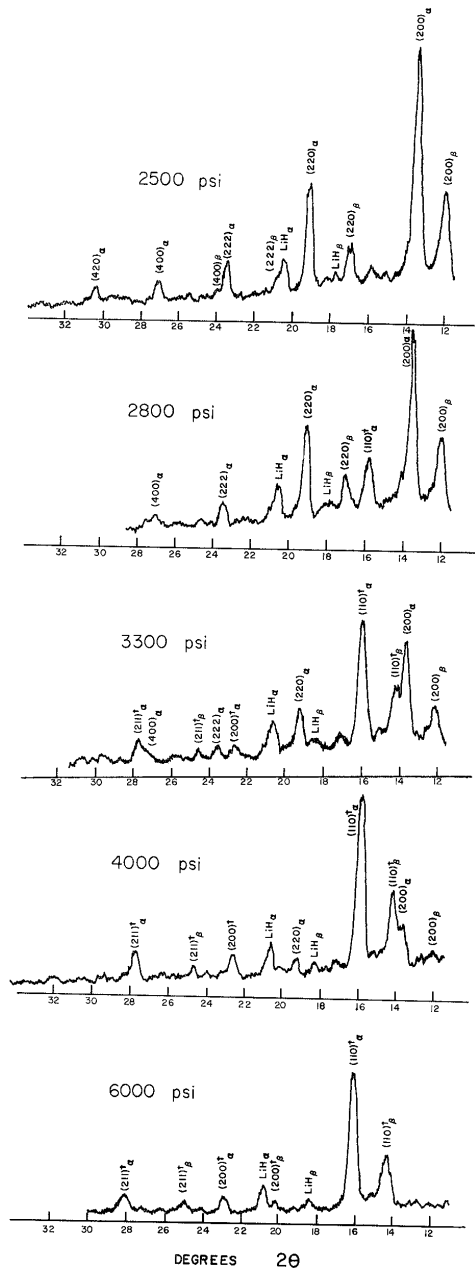 (200)α
(200)β
(220)α
2500 psi
(220)β
LiHβ
LiHα
(222)β
(222)α
(400)β
(400)α
(420)α
32 30 28 26 24 22 20 18 16 14 12
(200)α
2800 psi
(220)α
(200)β
(110)†α
(220)β
LiHβ
LiHα
(222)α
(400)α
32 30 28 26 24 22 20 18 16 14 12
3300 psi
(110)†α
(200)α
(110)†β
(200)β
(220)α
LiHβ
LiHα
(200)†α
(222)α
(211)†β
(400)α
(211)†α
32 30 28 26 24 22 20 18 16 14 12
4000 psi
(110)†α
(110)†β
(200)α
(200)β
LiHα
(220)α
LiHβ
(200)†
(211)†β
(211)†α
30 28 26 24 22 20 18 16 14 12
6000 psi
(110)†α
(110)†β
LiHα
(200)†β
LiHβ
(200)†α
(211)†β
(211)†α
32 30 28 26 24 22 20 18 16 14 12
DEGREES 2θ